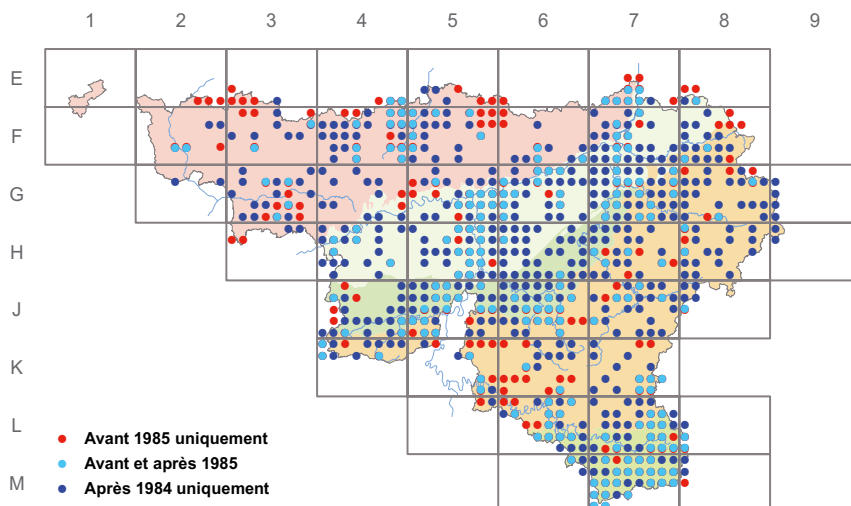 1 2 3 4 5 6 7 8 9
E
F
G
H
J
K
L
M
Avant 1985 uniquement
Avant et après 1985
Après 1984 uniquement